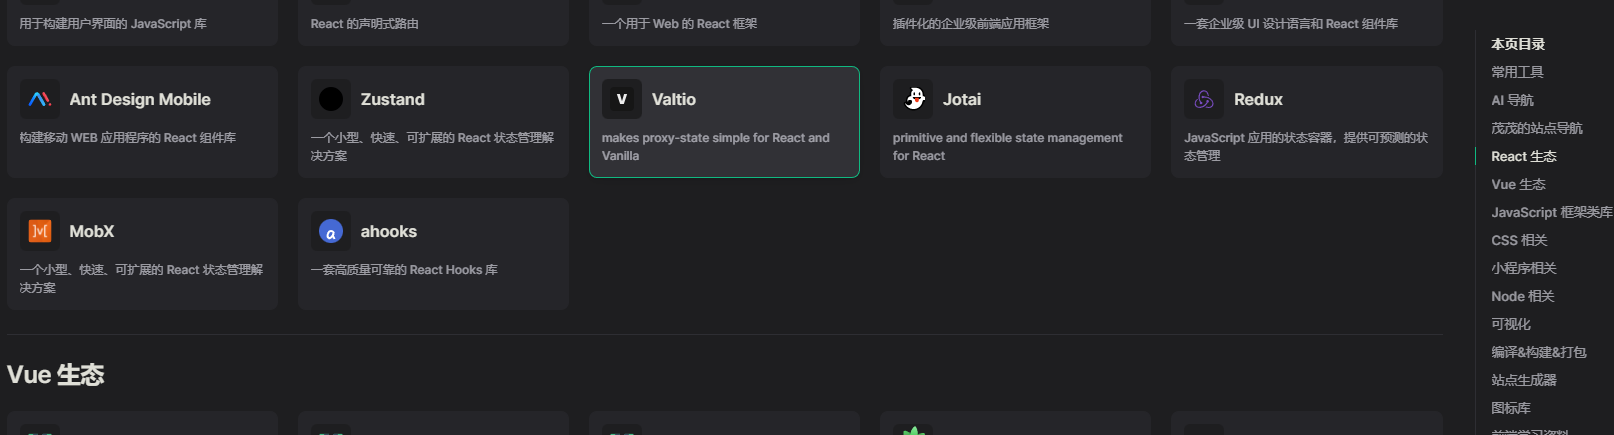 用于构建用户界面的 JavaScript 库
React 的声明式路由
一个用于 Web 的 React 框架
插件化的企业级前端应用框架
一套企业级 UI 设计语言和 React 组件库
Ant Design Mobile
构建移动 WEB 应用程序的 React 组件库
Zustand
一个小型、快速、可扩展的 React 状态管理解
决方案
V
Valtio
makes proxy-state simple for React and
Vanilla
Jotai
primitive and flexible state management
for React
Redux
JavaScript 应用的状态容器，提供可预测的状
态管理
MobX
一个小型、快速、可扩展的 React 状态管理解
决方案
a
ahooks
一套高质量可靠的 React Hooks 库
Vue 生态
本页目录
常用工具
AI 导航
茂茂的站点导航
React 生态
Vue 生态
JavaScript 框架类库
CSS 相关
小程序相关
Node 相关
可视化
编译&构建&打包
站点生成器
图标库